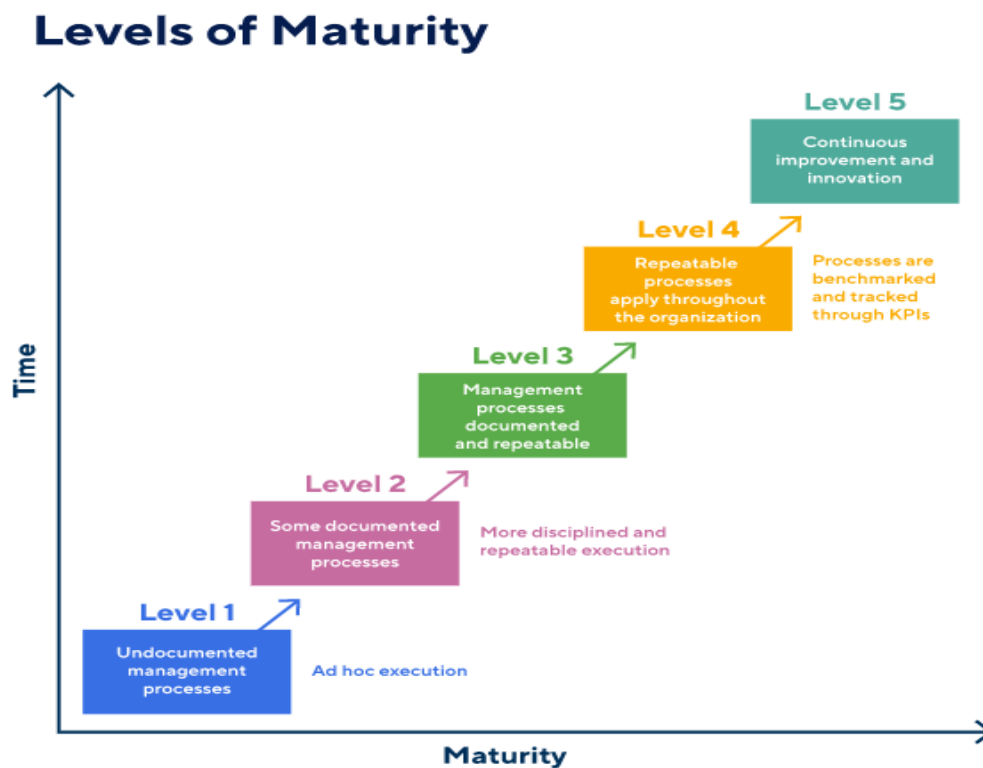 Levels of Maturity
Level 5
Continuous
improvement and
innovation
Level 4
Repeatable
processes
apply throughout
the organization
Processes are
benchmarked
and tracked
through KPIs
Level 3
Management
processes
documented
and repeatable
Level 2
Some documented
management
processes
More disciplined and
repeatable execution
Level 1
Undocumented
management
processes
Ad hoc execution
Time
Maturity